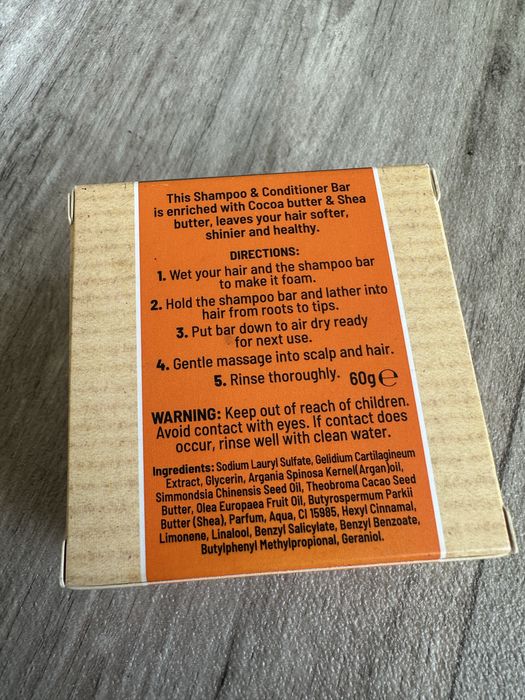 This Shampoo & Conditioner Bar
is enriched with Cocoa butter & Shea
butter, leaves your hair softer,
shinier and healthy.
DIRECTIONS:
1. Wet your hair and the shampoo bar
to make it foam.
2. Hold the shampoo bar and lather into
hair from roots to tips.
3. Put bar down to air dry ready
for next use.
4. Gentle massage into scalp and hair.
5. Rinse thoroughly. 60g ℮
WARNING: Keep out of reach of children.
Avoid contact with eyes. If contact does
occur, rinse well with clean water.
Ingredients: Sodium Lauryl Sulfate, Gelidium Cartilagineum
Extract, Glycerin, Argania Spinosa Kernel(Argan)oil,
Simmondsia Chinensis Seed Oil, Theobroma Cacao Seed
Butter, Olea Europaea Fruit Oil, Butyrospermum Parkii
Butter (Shea), Parfum, Aqua, CI 15985, Hexyl Cinnamal,
Limonene, Linalool, Benzyl Salicylate, Benzyl Benzoate,
Butylphenyl Methylpropional, Geraniol.